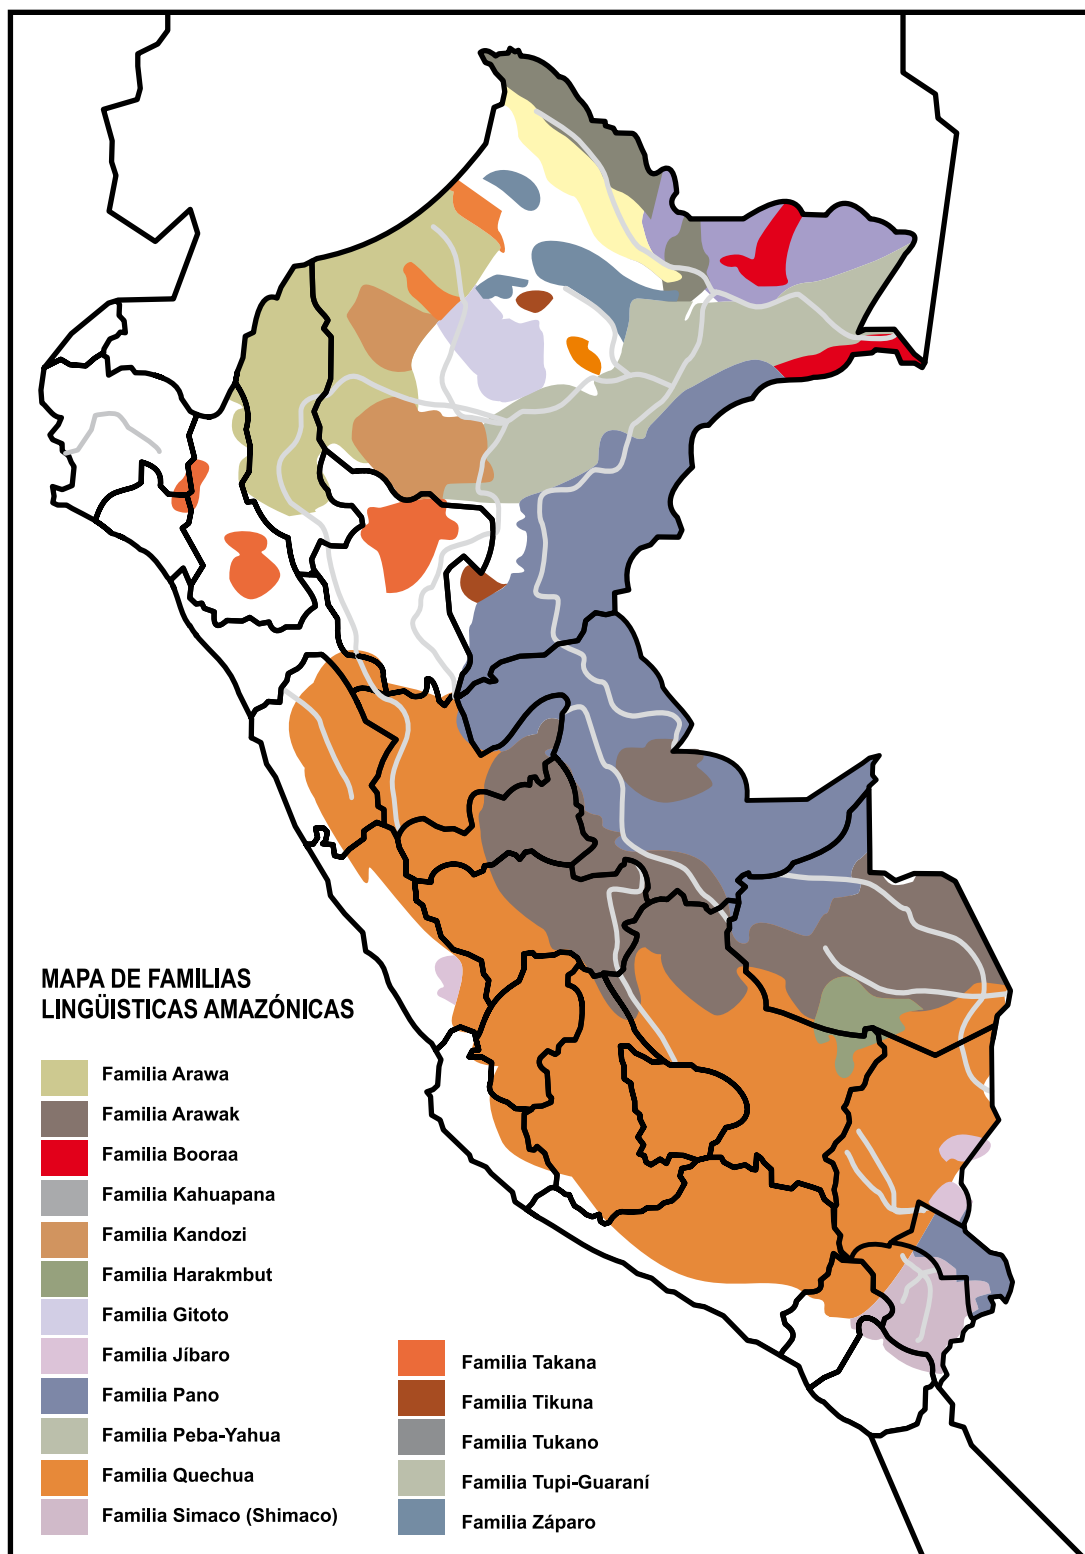 MAPA DE FAMILIAS
LINGÜISTICAS AMAZÓNICAS
Familia Arawa
Familia Arawak
Familia Booraa
Familia Kahuapana
Familia Kandozi
Familia Harakmbut
Familia Gitoto
Familia Jíbaro
Familia Pano
Familia Peba-Yahua
Familia Quechua
Familia Simaco (Shimaco)
Familia Takana
Familia Tikuna
Familia Tukano
Familia Tupi-Guaraní
Familia Záparo